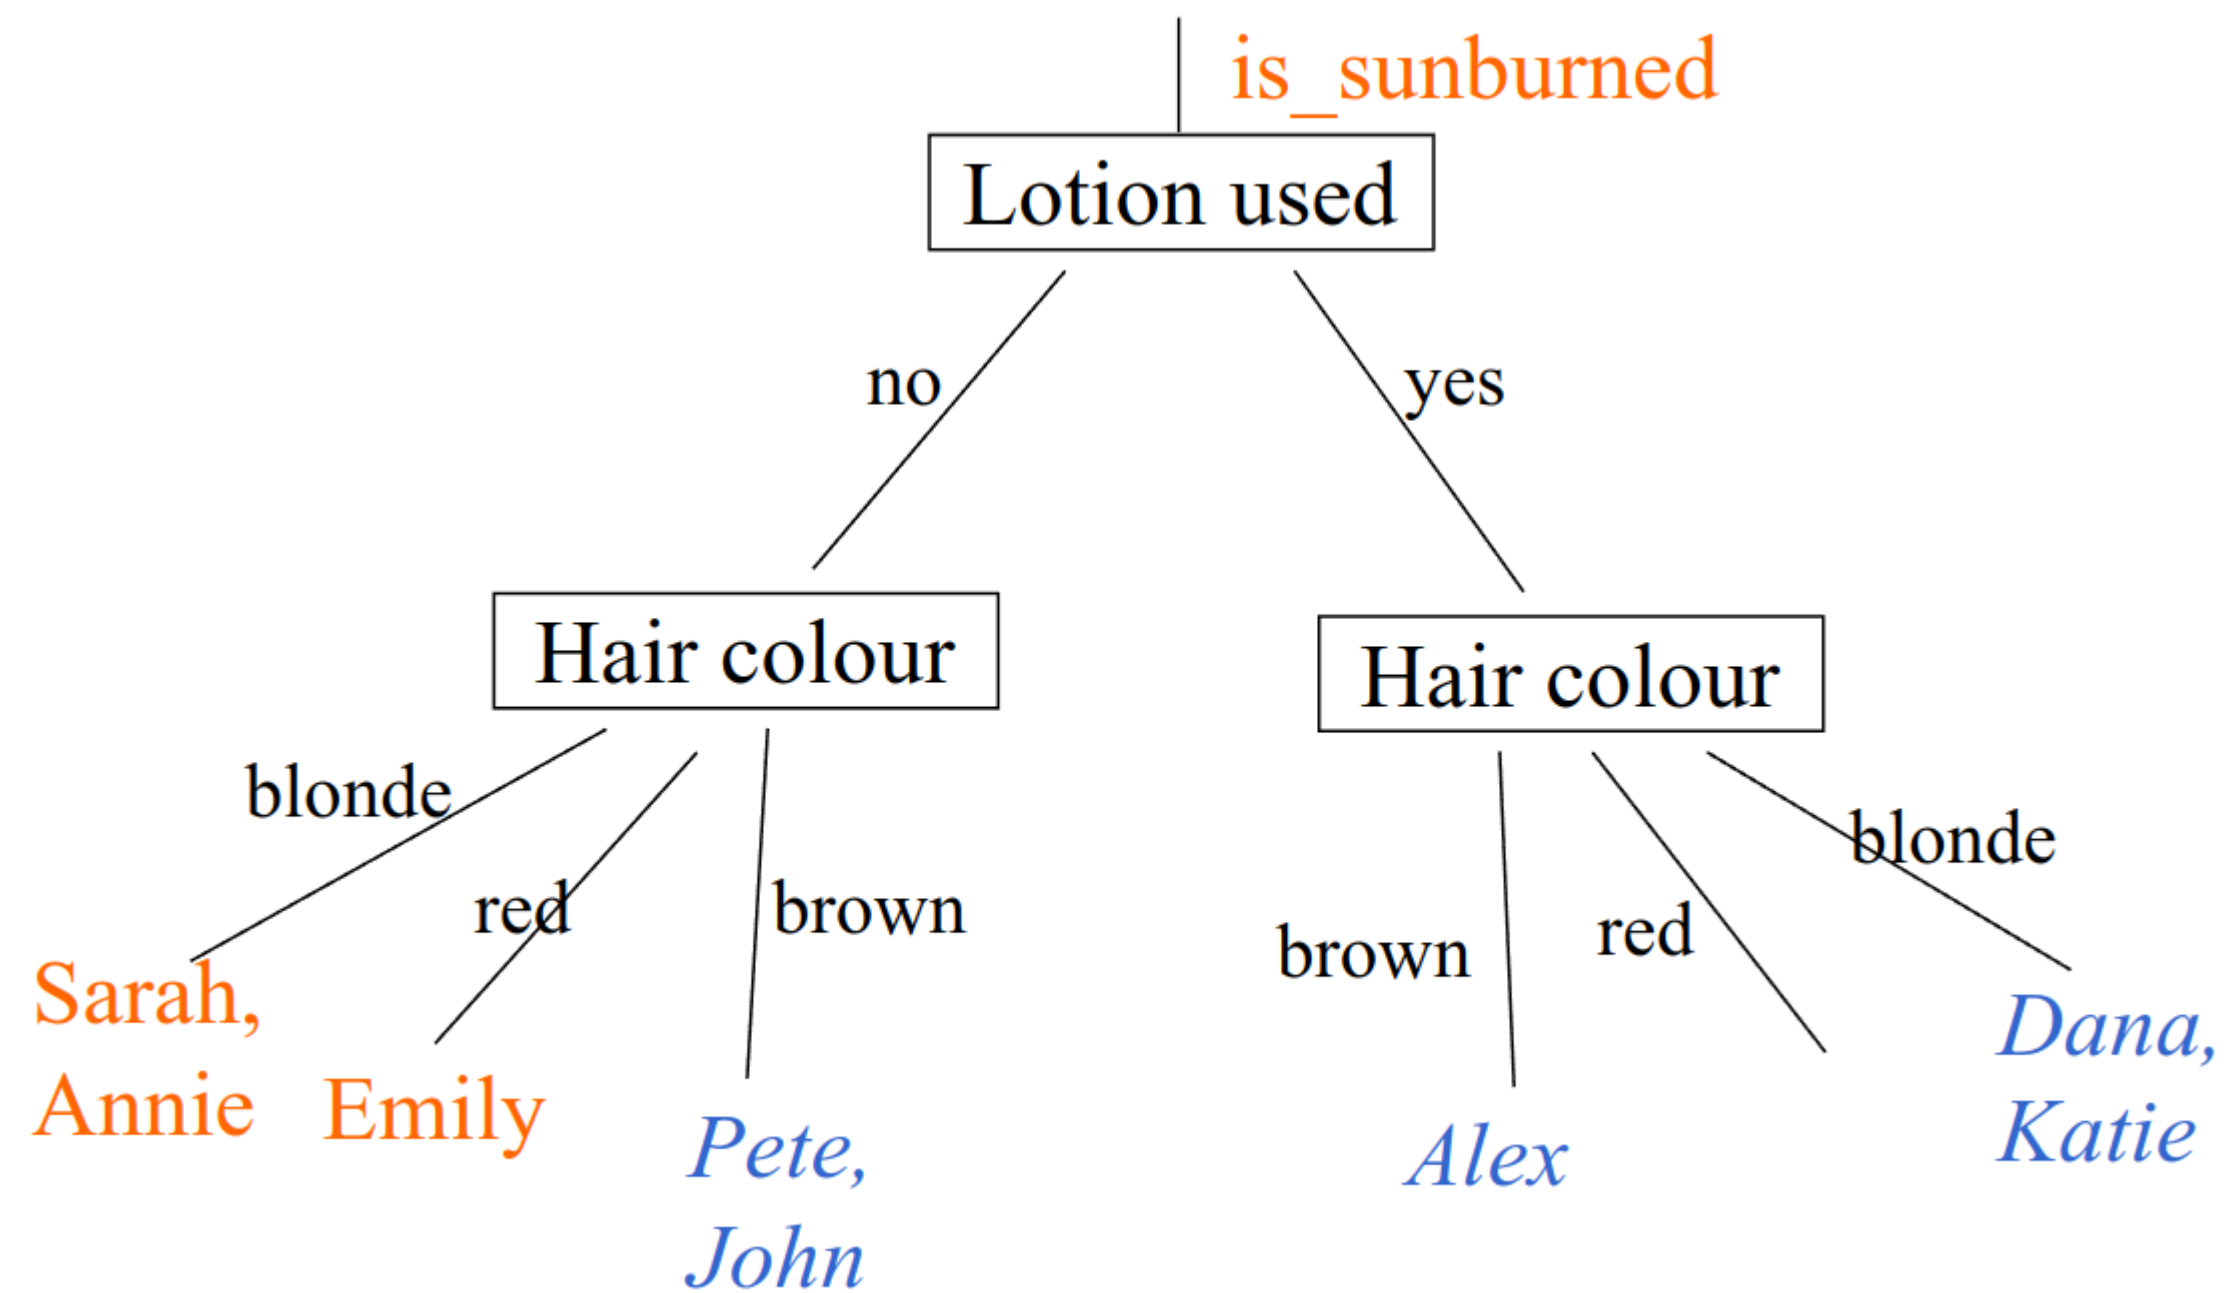 is_sunburned
Lotion used
no
yes
Hair colour
Hair colour
blonde
red
brown
brown
red
blonde
Sarah,
Annie
Emily
Pete,
John
Alex
Dana,
Katie